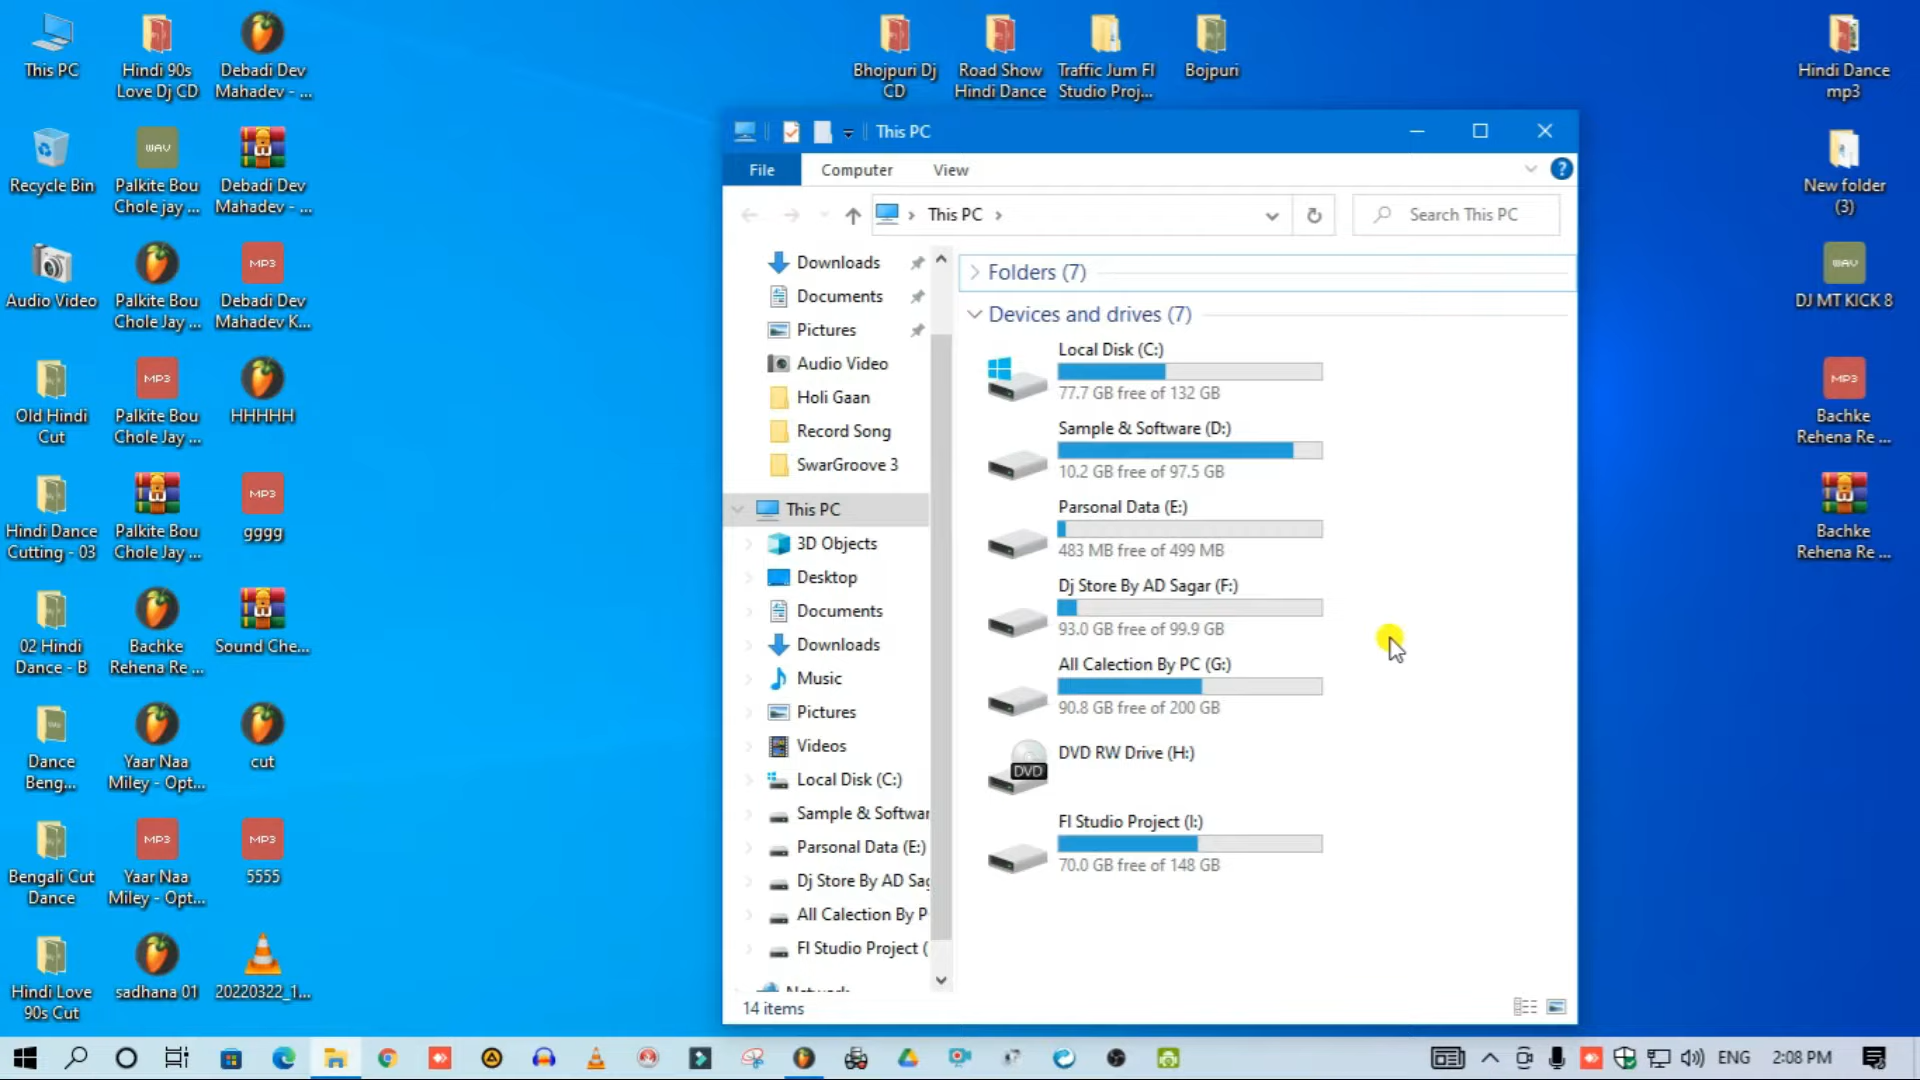 This PC
Hindi 90s
Love Dj CD
Debadi Dev
Mahadev - ...
Recycle Bin
WAV
Palkite Bou
Chole jay ...
Debadi Dev
Mahadev - ...
Audio Video
Palkite Bou
Chole Jay ...
MP3
Debadi Dev
Mahadev K...
Old Hindi
Cut
MP3
Palkite Bou
Chole Jay ...
HHHHH
Hindi Dance
Cutting - 03
Palkite Bou
Chole Jay ...
MP3
gggg
02 Hindi
Dance - B
Bachke
Rehena Re ...
Sound Che...
Dance
Beng...
Yaar Naa
Miley - Opt...
cut
Bengali Cut
Dance
MP3
Yaar Naa
Miley - Opt...
MP3
5555
Hindi Love
90s Cut
sadhana 01
20220322_1...
Bhojpuri Dj
CD
Road Show
Hindi Dance
Traffic Jum Fl
Studio Proj...
Bojpuri
Hindi Dance
mp3
New folder
(3)
WAV
DJ MT KICK 8
MP3
Bachke
Rehena Re ...
Bachke
Rehena Re ...
This PC
File
Computer
View
?
This PC
Search This PC
Downloads
Documents
Pictures
Audio Video
Holi Gaan
Record Song
SwarGroove 3
This PC
3D Objects
Desktop
Documents
Downloads
Music
Pictures
Videos
Local Disk (C:)
Sample & Softwar
Parsonal Data (E:)
Dj Store By AD Sag
All Calection By P
Fl Studio Project (
Network
Folders (7)
Devices and drives (7)
Local Disk (C:)
77.7 GB free of 132 GB
Sample & Software (D:)
10.2 GB free of 97.5 GB
Parsonal Data (E:)
483 MB free of 499 MB
Dj Store By AD Sagar (F:)
93.0 GB free of 99.9 GB
All Calection By PC (G:)
90.8 GB free of 200 GB
DVD
DVD RW Drive (H:)
Fl Studio Project (I:)
70.0 GB free of 148 GB
14 items
ENG
2:08 PM